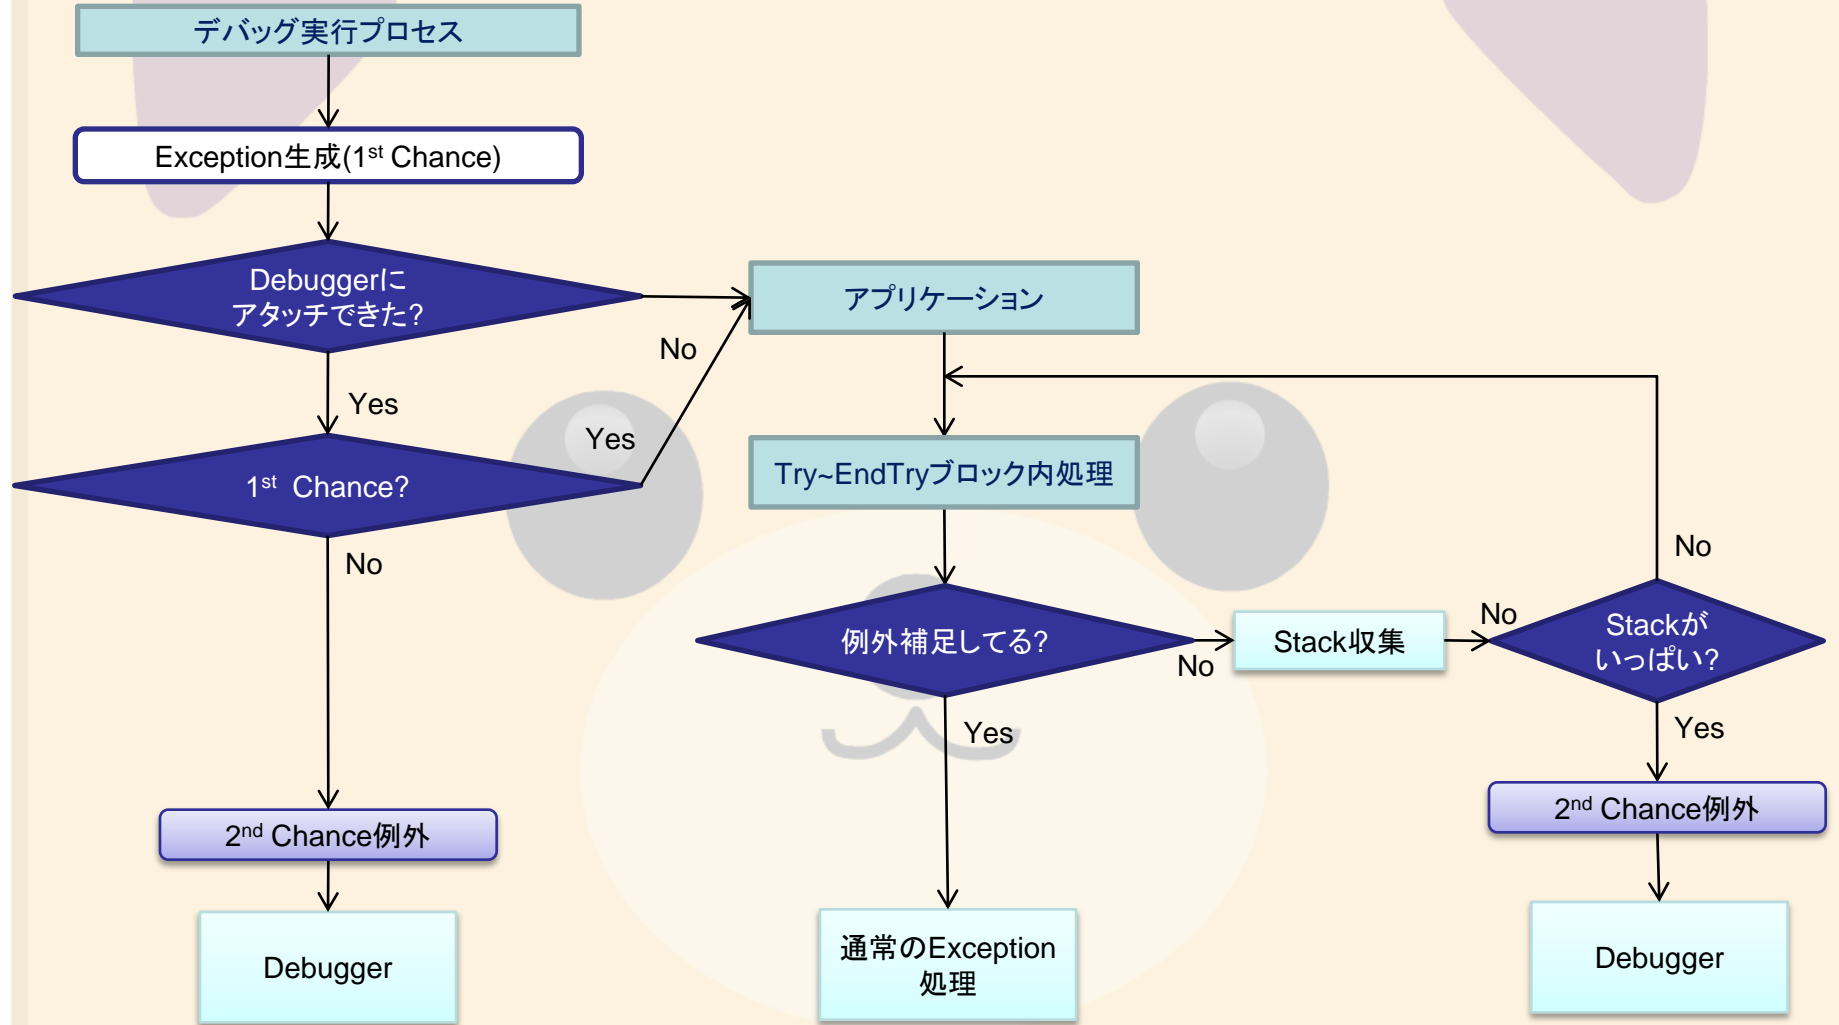 デバッグ実行プロセス
Exception生成(1st Chance)
Debuggerに
アタッチできた?
No
Yes
1st Chance?
Yes
No
2nd Chance例外
Debugger
アプリケーション
Try~EndTryブロック内処理
例外補足してる?
No
Yes
通常のException
処理
Stack収集
No
Stackが
いっぱい?
No
Yes
2nd Chance例外
Debugger